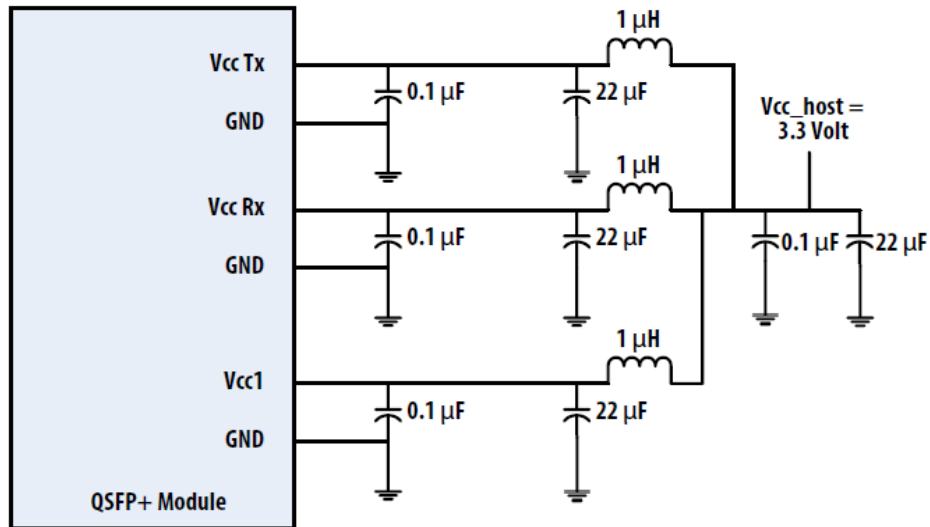 1 µH
Vcc Tx
0.1 µF
22 µF
GND
Vcc_host =
3.3 Volt
1 µH
Vcc Rx
0.1 µF
22 µF
0.1 µF
22 µF
GND
1 µH
Vcc1
0.1 µF
22 µF
GND
QSFP+ Module